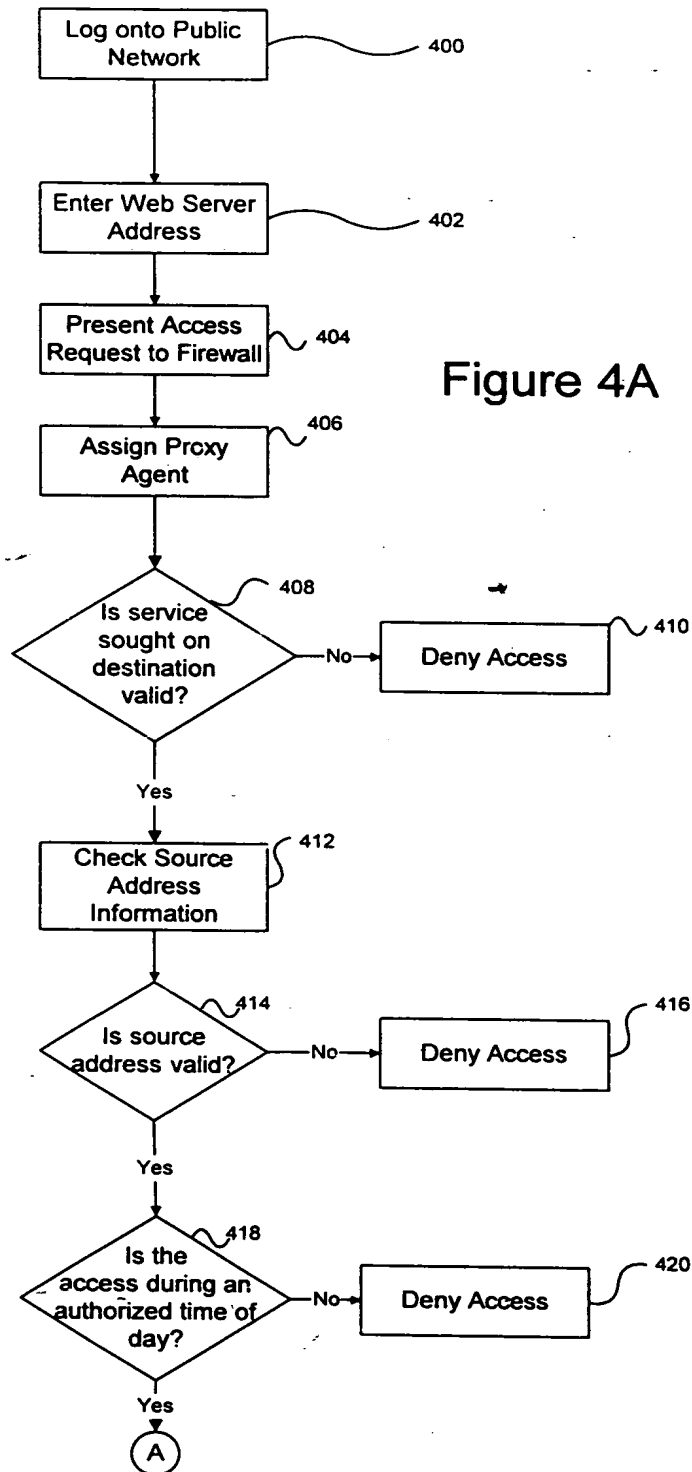 Log onto Public
Network
400
Enter Web Server
Address
402
Present Access
Request to Firewall
404
Figure 4A
406
Assign Proxy
Agent
408
Is service
sought on
destination
valid?
No
Deny Access
410
Yes
412
Check Source
Address
Information
414
Is source
address valid?
No
Deny Access
416
Yes
418
Is the
access during an
authorized time of
day?
No
Deny Access
420
Yes
A